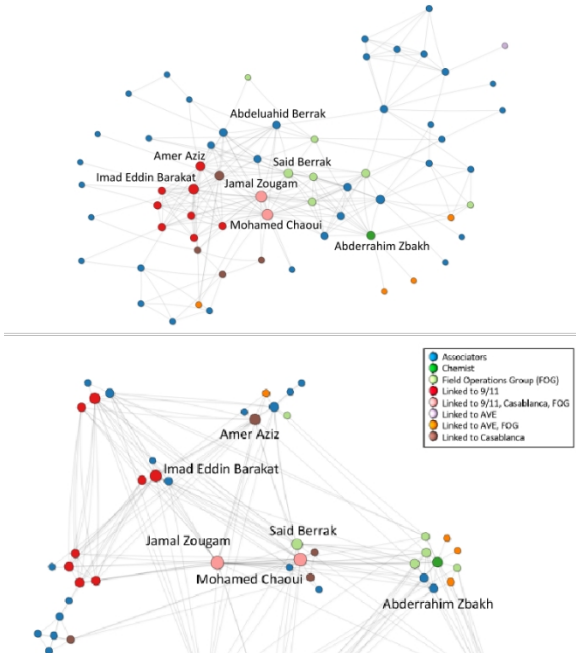 Abdeluahid Berrak
Amer Aziz
Said Berrak
Imad Eddin Barakat
Jamal Zougam
Mohamed Chaoui
Abderrahim Zbakh
Associators
Chemist
Field Operations Group (FOG)
Linked to 9/11
Linked to 9/11, Casablanca, FOG
Linked to AVE
Linked to AVE, FOG
Linked to Casablanca
Amer Aziz
Imad Eddin Barakat
Said Berrak
Jamal Zougam
Mohamed Chaoui
Abderrahim Zbakh